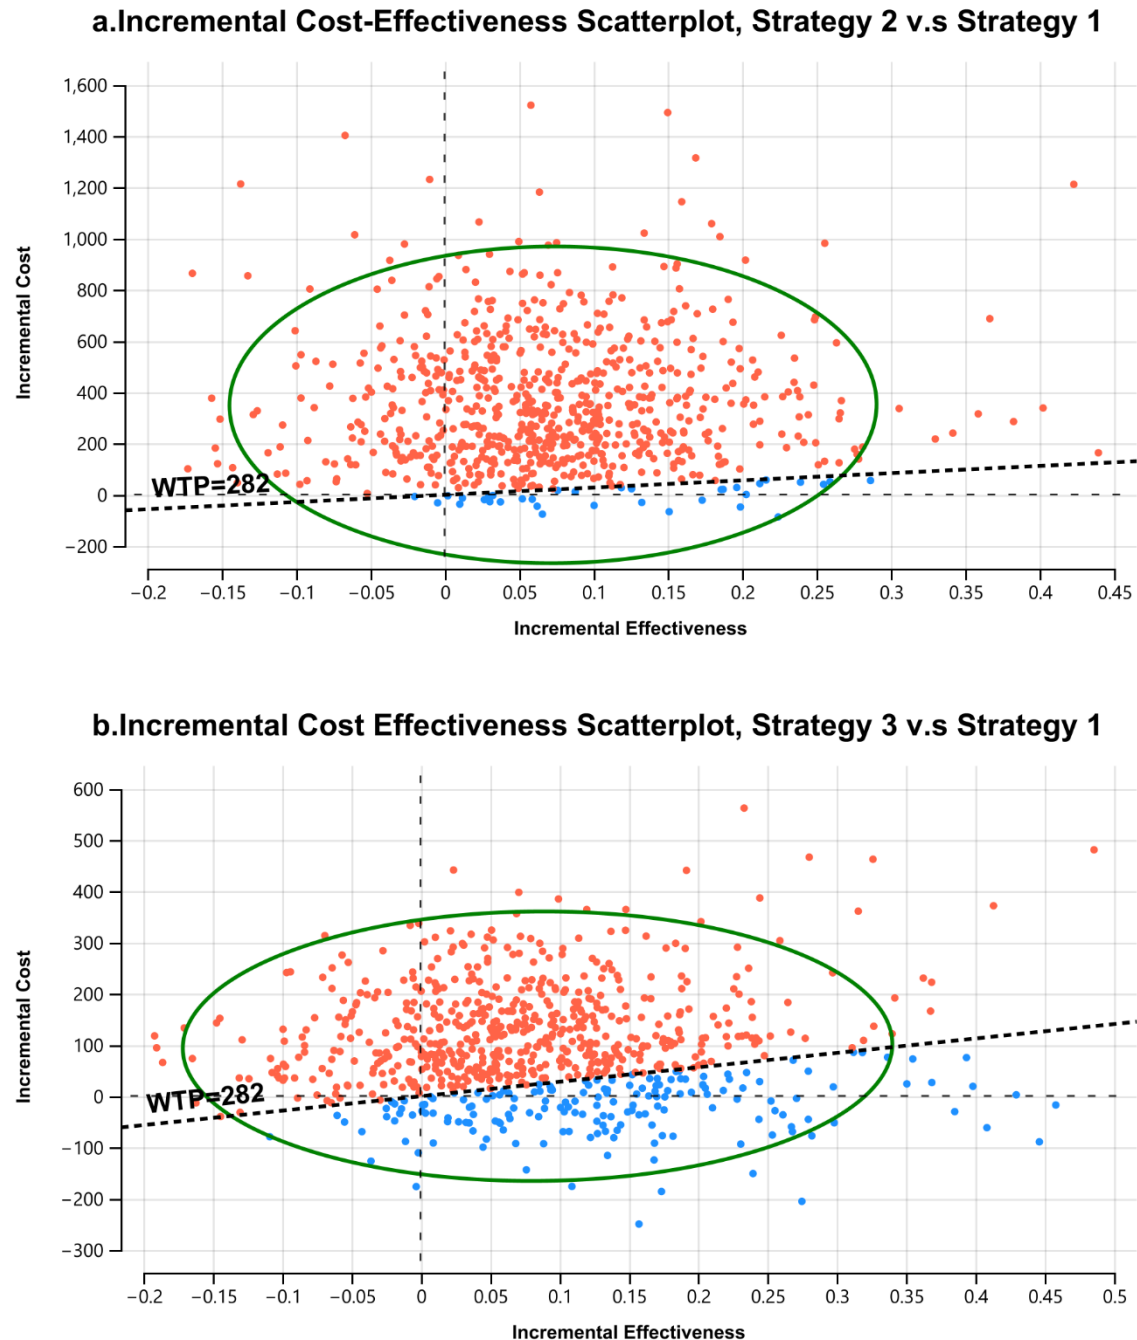 a.Incremental Cost-Effectiveness Scatterplot, Strategy 2 v.s Strategy 1
1,600
1,400
1,200
1,000
800
600
400
200
0
−200
Incremental Cost
WTP=282
−0.2 −0.15 −0.1 −0.05 0 0.05 0.1 0.15 0.2 0.25 0.3 0.35 0.4 0.45
Incremental Effectiveness
b.Incremental Cost Effectiveness Scatterplot, Strategy 3 v.s Strategy 1
600
500
400
300
200
100
0
−100
−200
−300
Incremental Cost
WTP=282
−0.2 −0.15 −0.1 −0.05 0 0.05 0.1 0.15 0.2 0.25 0.3 0.35 0.4 0.45 0.5
Incremental Effectiveness